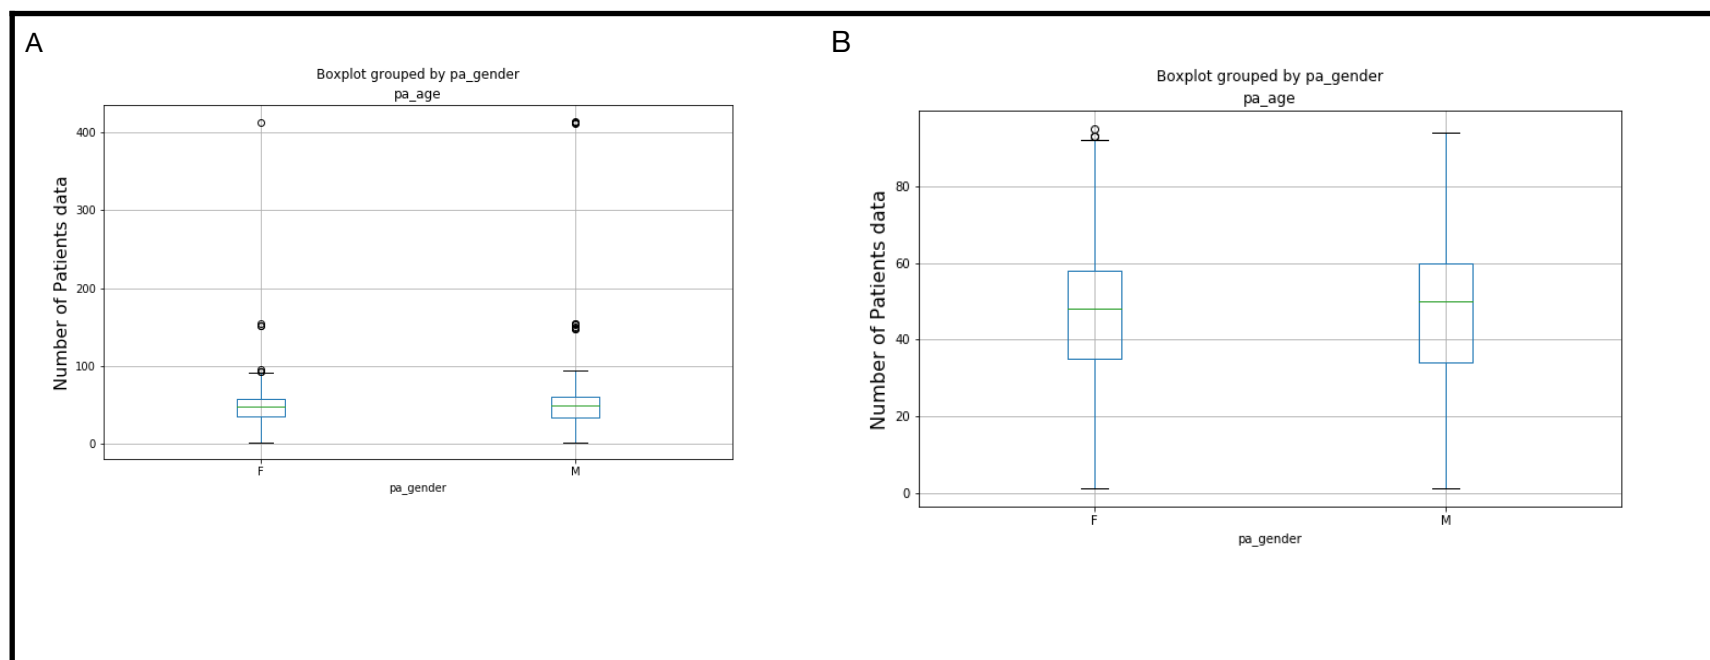 A
Boxplot grouped by pa_gender
pa_age
Number of Patients data
400
300
200
100
0
F M
pa_gender
B
Boxplot grouped by pa_gender
pa_age
Number of Patients data
80
60
40
20
0
F M
pa_gender